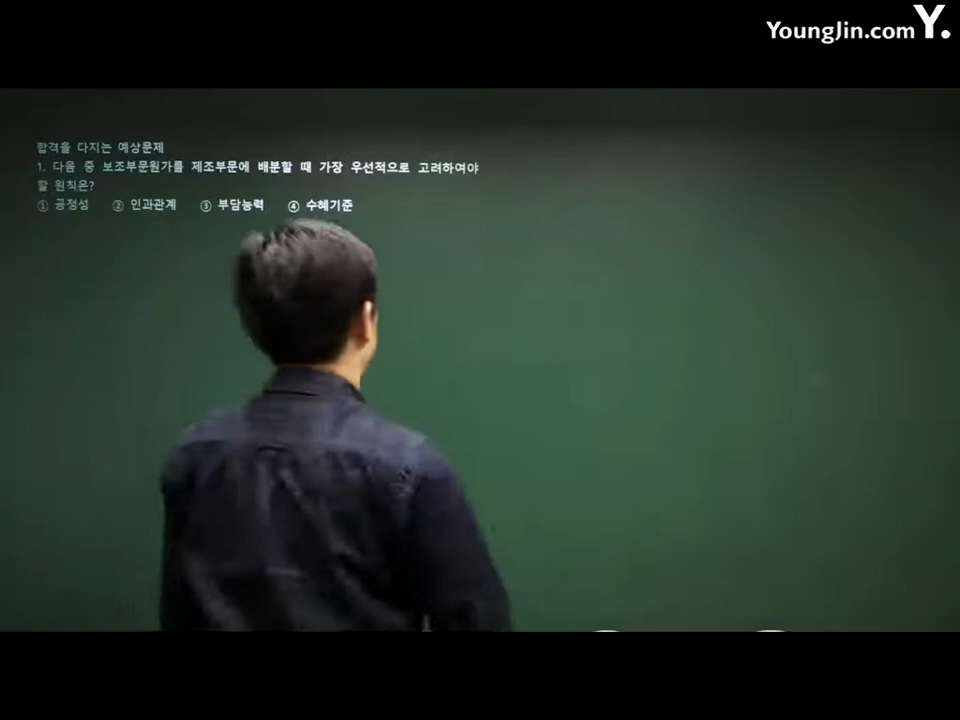 YoungJin.com Y.
합격을 다지는 예상문제
1. 다음 중 보조부문원가를 제조부문에 배분할 때 가장 우선적으로 고려하여야
할 원칙은?
① 공정성 ② 인과관계 ③ 부담능력 ④ 수혜기준